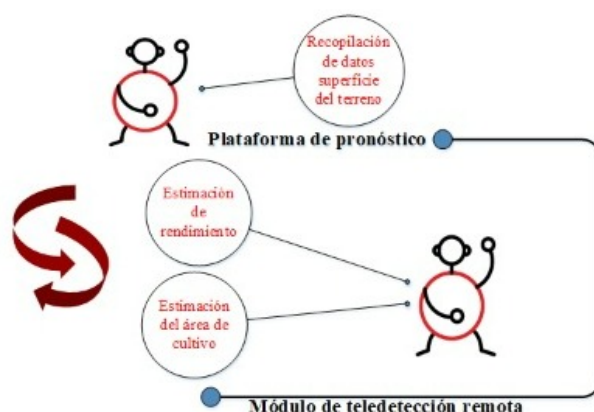 Recopilación
de datos
superficie
del terreno
Plataforma de pronóstico
Estimación
de
rendimiento
Estimación
del área de
cultivo
Módulo de teledetección remota